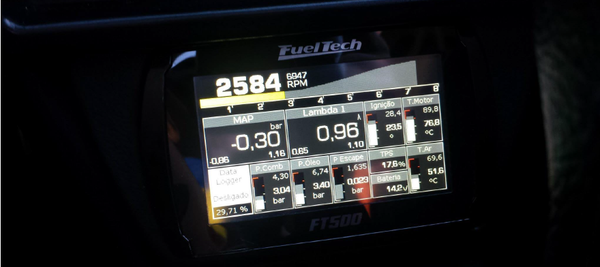 FuelTech
2584 6947 RPM
1 2 3 4 5 6 7 8
MAP
bar
-0,30
-0.86 1.16
Lambda 1
λ
0,96
0.65 1.10
Ignição
28,4
23,5
°
T.Motor
89,8
76,8
°C
Data
Logger
Desligado
29,71 %
P.Comb
4,30
3,04
bar
P.Óleo
6,74
3,40
bar
P.Escape
1,635
0,023
bar
TPS
17,6%
Bateria
14,2V
T.Ar
69,6
51,6
°C
FT500